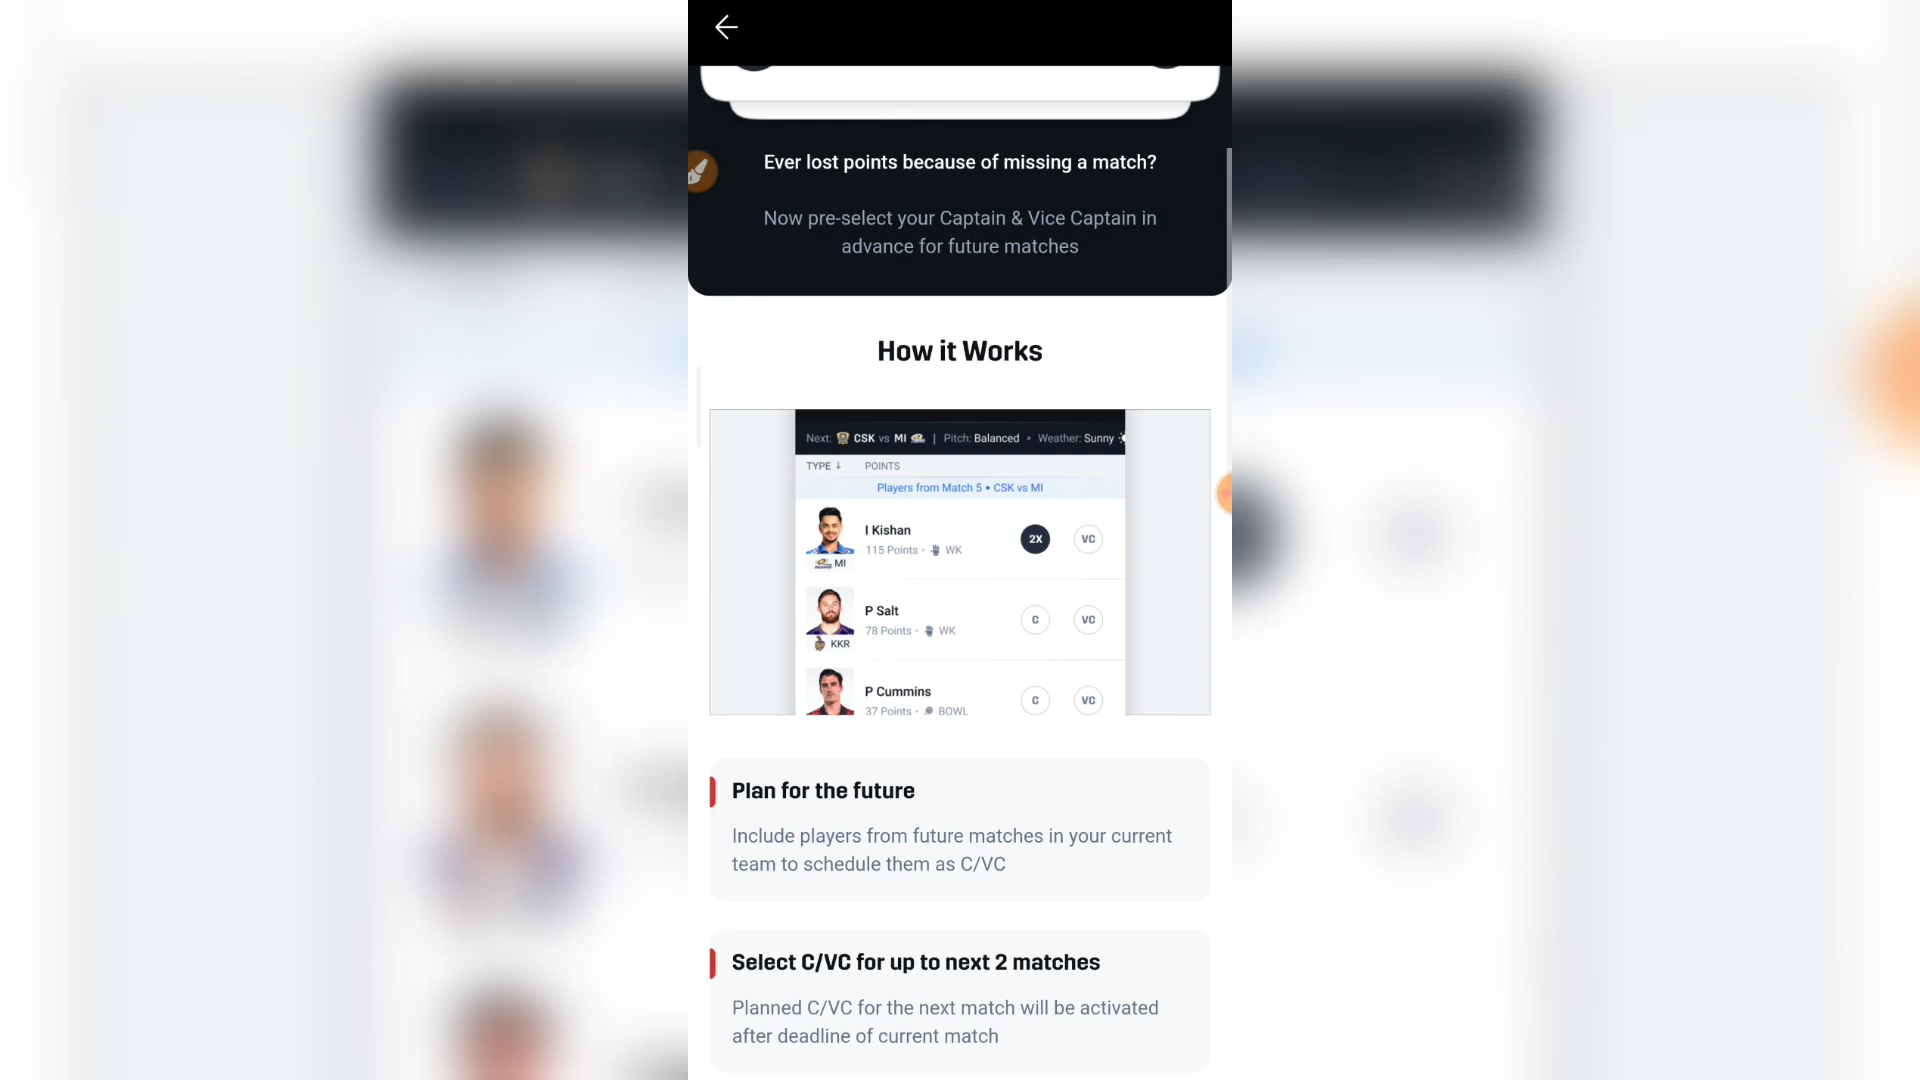 Ever lost points because of missing a match?
Now pre-select your Captain & Vice Captain in
advance for future matches
How it Works
Next: CSK vs MI | Pitch: Balanced • Weather: Sunny
TYPE ↓ POINTS
Players from Match 5 • CSK vs MI
I Kishan
115 Points • WK
MI
2X VC
P Salt
78 Points • WK
KKR
C VC
P Cummins
37 Points • BOWL
C VC
Plan for the future
Include players from future matches in your current
team to schedule them as C/VC
Select C/VC for up to next 2 matches
Planned C/VC for the next match will be activated
after deadline of current match